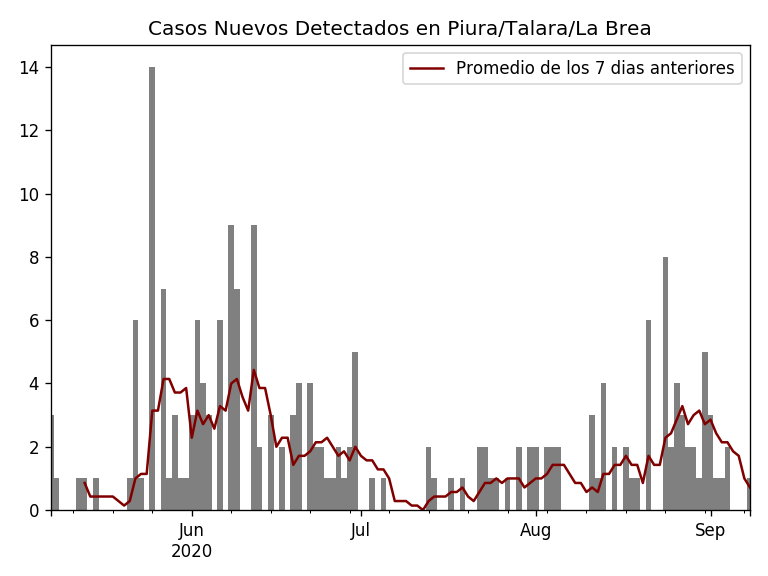 Casos Nuevos Detectados en Piura/Talara/La Brea
Promedio de los 7 dias anteriores
14
12
10
8
6
4
2
0
Jun
2020
Jul
Aug
Sep